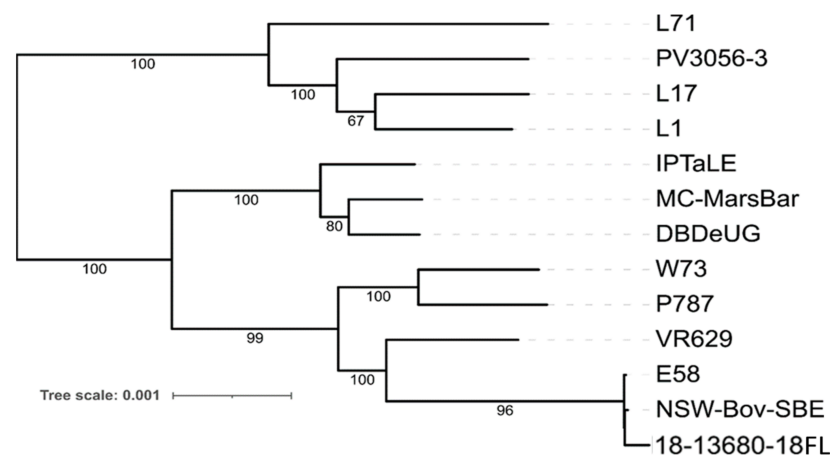 L71
100
PV3056-3
100
L17
67
L1
IPTaLE
100
MC-MarsBar
80
DBDeUG
100
W73
100
P787
99
VR629
100
E58
Tree scale: 0.001
96
NSW-Bov-SBE
18-13680-18FL